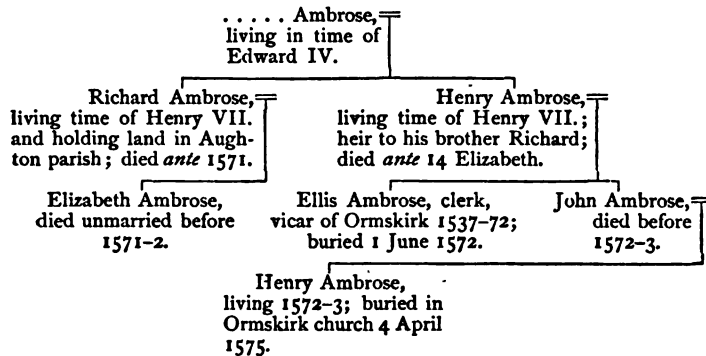 . . . . . Ambrose,
living in time of
Edward IV.
Richard Ambrose,
living time of Henry VII.
and holding land in Augh-
ton parish; died ante 1571.
Henry Ambrose,
living time of Henry VII.;
heir to his brother Richard;
died ante 14 Elizabeth.
Elizabeth Ambrose,
died unmarried before
1571–2.
Ellis Ambrose, clerk,
vicar of Ormskirk 1537–72;
buried 1 June 1572.
John Ambrose,
died before
1572–3.
Henry Ambrose,
living 1572–3; buried in
Ormskirk church 4 April
1575.